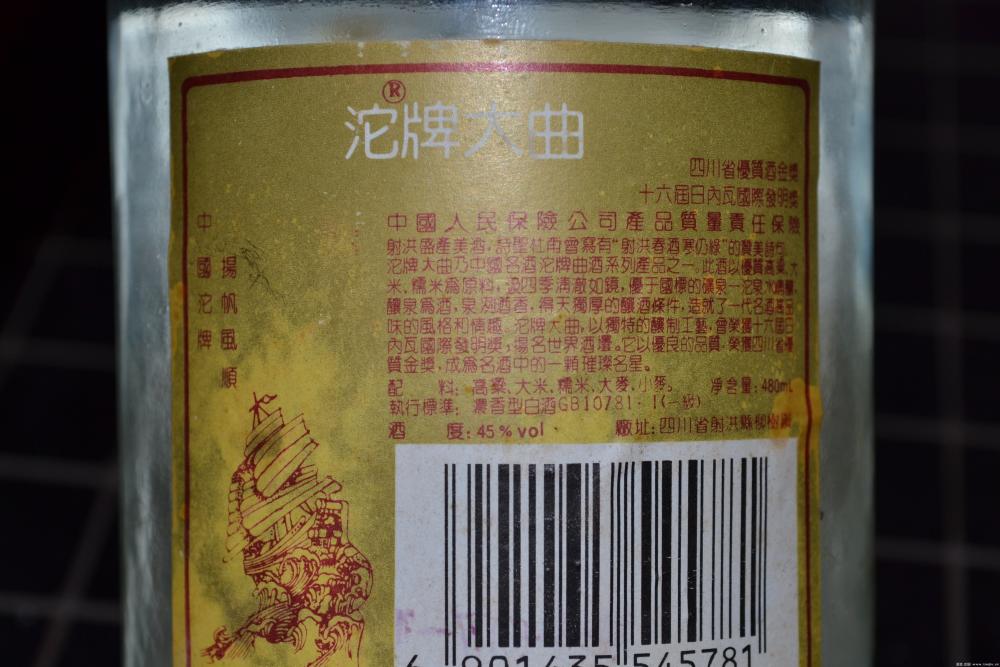 ®
沱牌大曲
四川省優質酒金獎
十六屆日內瓦國際發明獎
中國沱牌
揚帆風順
中國人民保險公司產品質量責任保險
射洪盛產美酒,詩聖杜甫曾寫有“射洪春酒寒仍綠”的贊美詩句,
沱牌大曲乃中國名酒沱牌曲酒系列產品之一。此酒以優質高粱、大
米、糯米為原料,汲四季清澈如鏡,優于國標的礦泉一沱泉水
釀泉為酒,泉洌酒香,得天獨厚的釀酒條件,造就了一代名酒
味的風格和情趣。沱牌大曲,以獨特的釀制工藝,曾榮獲十六屆日
內瓦國際發明獎,揚名世界酒壇。它以優良的品質,榮獲四川省優
質金獎,成為名酒中的一顆璀璨名星。
配 料:高粱、大米、糯米、大麥、小麥。 淨含量:480mL
執行標準:濃香型白酒GB10781·1(一級)
酒 度:45%vol 廠址:四川省射洪縣柳樹
6 901435 545781